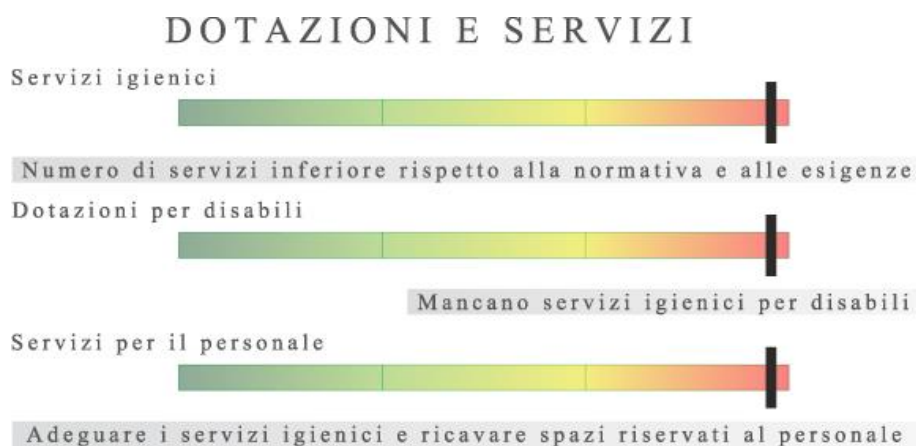 DOTAZIONI E SERVIZI
Servizi igienici
Numero di servizi inferiore rispetto alla normativa e alle esigenze
Dotazioni per disabili
Mancano servizi igienici per disabili
Servizi per il personale
Adeguare i servizi igienici e ricavare spazi riservati al personale